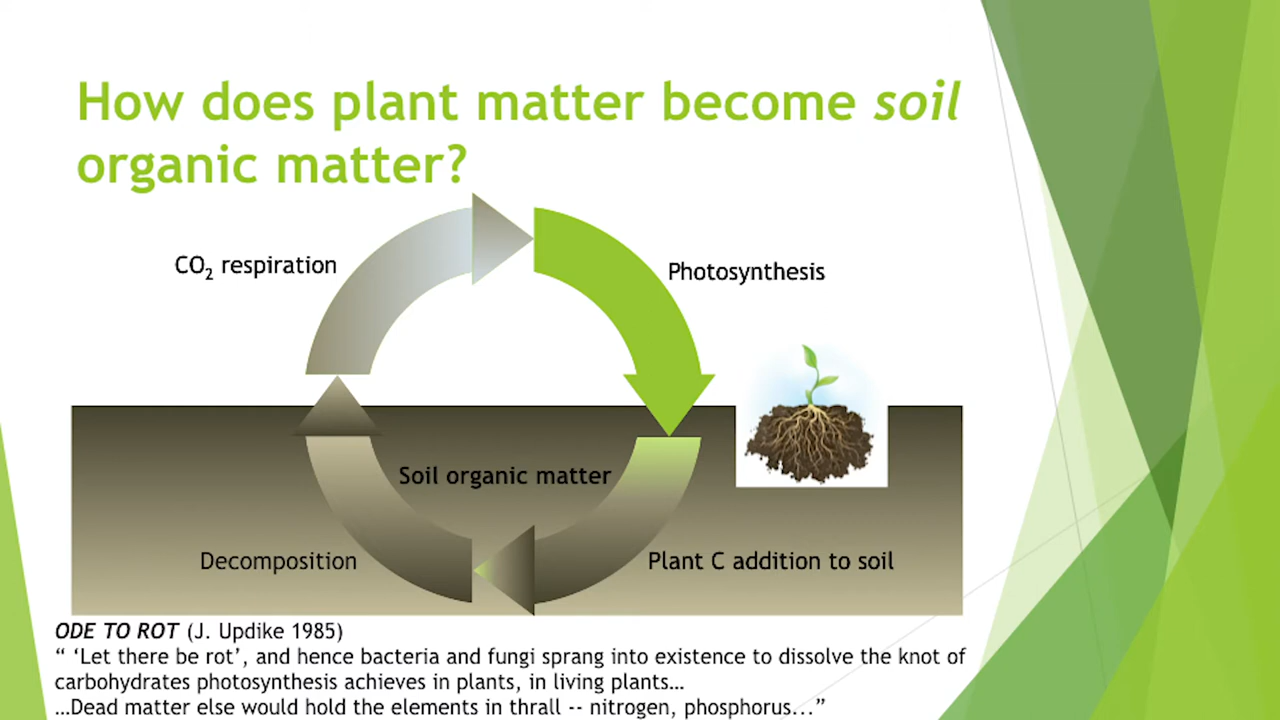 How does plant matter become soil
organic matter?
CO₂ respiration
Photosynthesis
Soil organic matter
Decomposition
Plant C addition to soil
ODE TO ROT (J. Updike 1985)
“ ‘Let there be rot’, and hence bacteria and fungi sprang into existence to dissolve the knot of
carbohydrates photosynthesis achieves in plants, in living plants…
…Dead matter else would hold the elements in thrall -- nitrogen, phosphorus...”